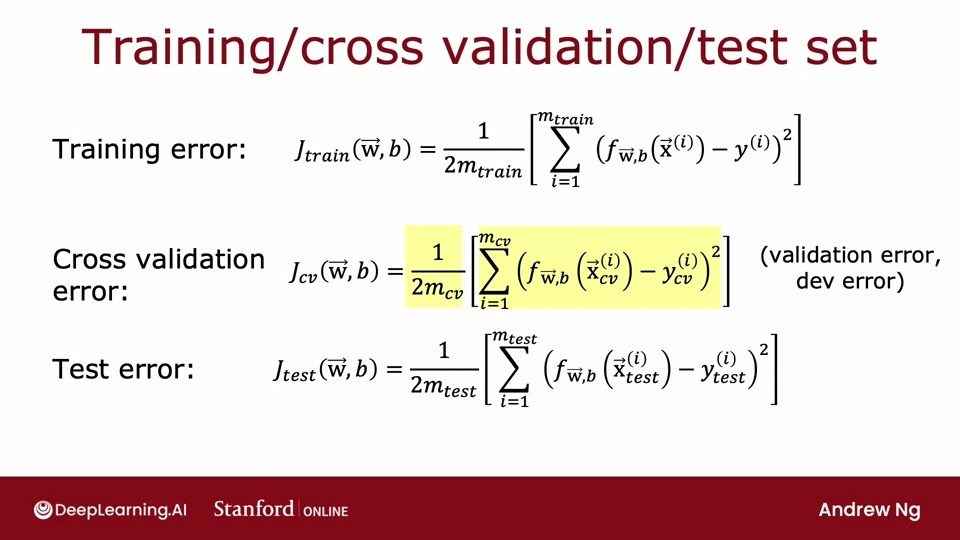 Training/cross validation/test set
Training error: J_{train}(\vec{w}, b) = \frac{1}{2m_{train}} \left[ \sum_{i=1}^{m_{train}} \left( f_{\vec{w},b}(\vec{x}^{(i)}) - y^{(i)} \right)^2 \right]
Cross validation error: J_{cv}(\vec{w}, b) = \frac{1}{2m_{cv}} \left[ \sum_{i=1}^{m_{cv}} \left( f_{\vec{w},b}\left(\vec{x}_{cv}^{(i)}\right) - y_{cv}^{(i)} \right)^2 \right] (validation error, dev error)
Test error: J_{test}(\vec{w}, b) = \frac{1}{2m_{test}} \left[ \sum_{i=1}^{m_{test}} \left( f_{\vec{w},b}\left(\vec{x}_{test}^{(i)}\right) - y_{test}^{(i)} \right)^2 \right]
DeepLearning.AI Stanford ONLINE Andrew Ng